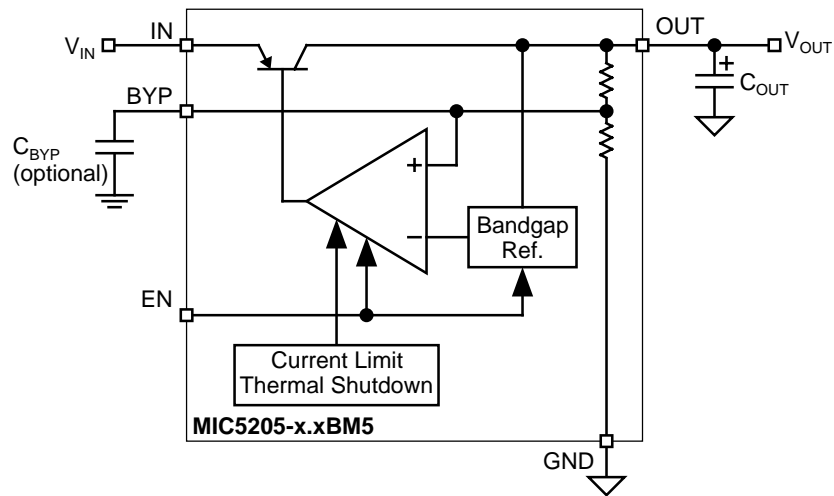 IN
OUT
V_IN
V_OUT
BYP
C_OUT
C_BYP
(optional)
+
+
−
Bandgap
Ref.
EN
Current Limit
Thermal Shutdown
MIC5205-x.xBM5
GND